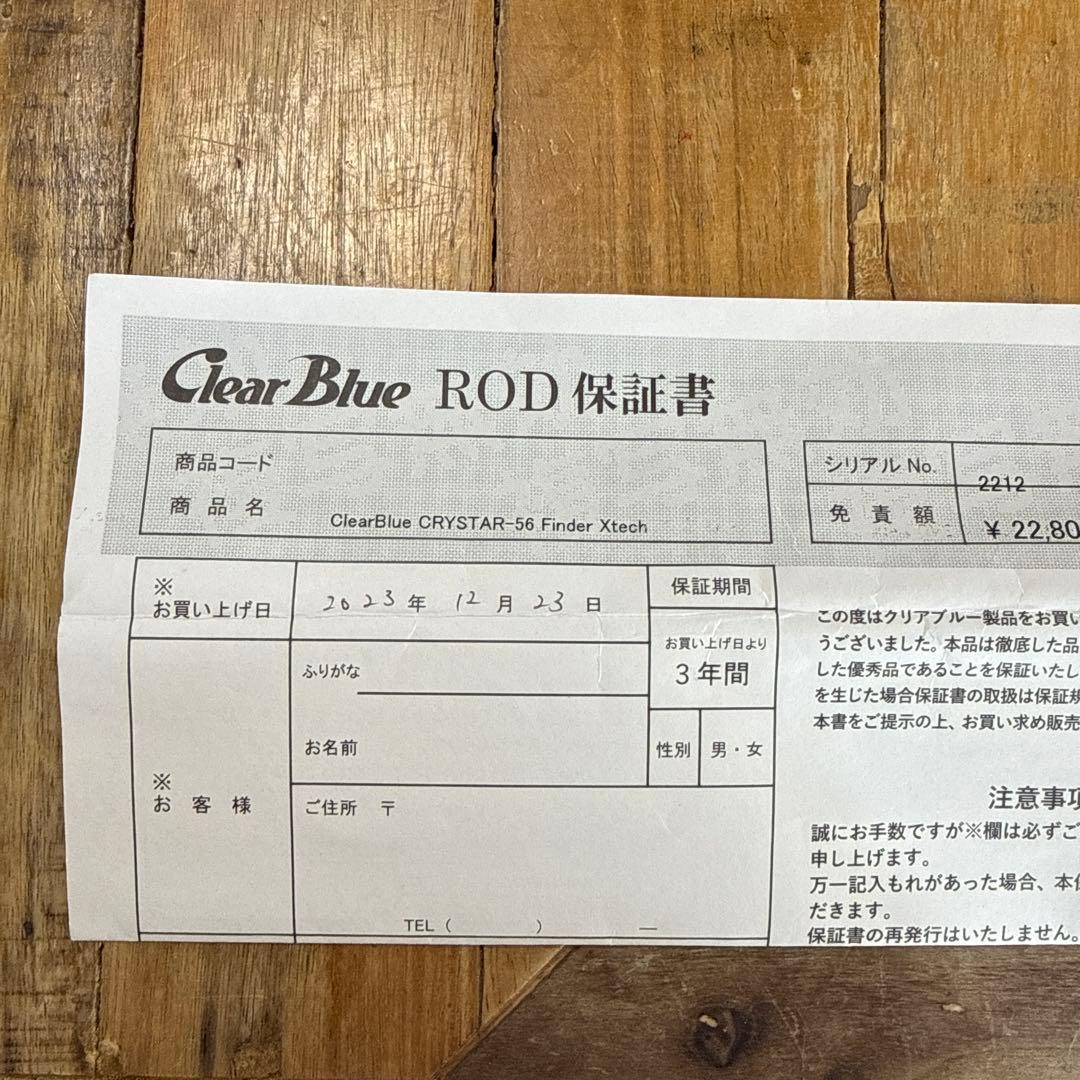 Clear Blue ROD 保証書
商品コード
商品名 ClearBlue CRYSTAR-56 Finder Xtech
シリアル No. 2212
免責額 ¥ 22,80
※
お買い上げ日 2023年 12月 23日
保証期間
お買い上げ日より
3年間
ふりがな
お名前
性別 男・女
※
お客様
ご住所 〒
TEL ( ) ―
この度はクリアブルー製品をお買い
うございました。本品は徹底した品
した優秀品であることを保証いたし
を生じた場合保証書の取扱は保証規
本書をご提示の上、お買い求め販売
注意事項
誠にお手数ですが※欄は必ずご
申し上げます。
万一記入もれがあった場合、本保
だきます。
保証書の再発行はいたしません。